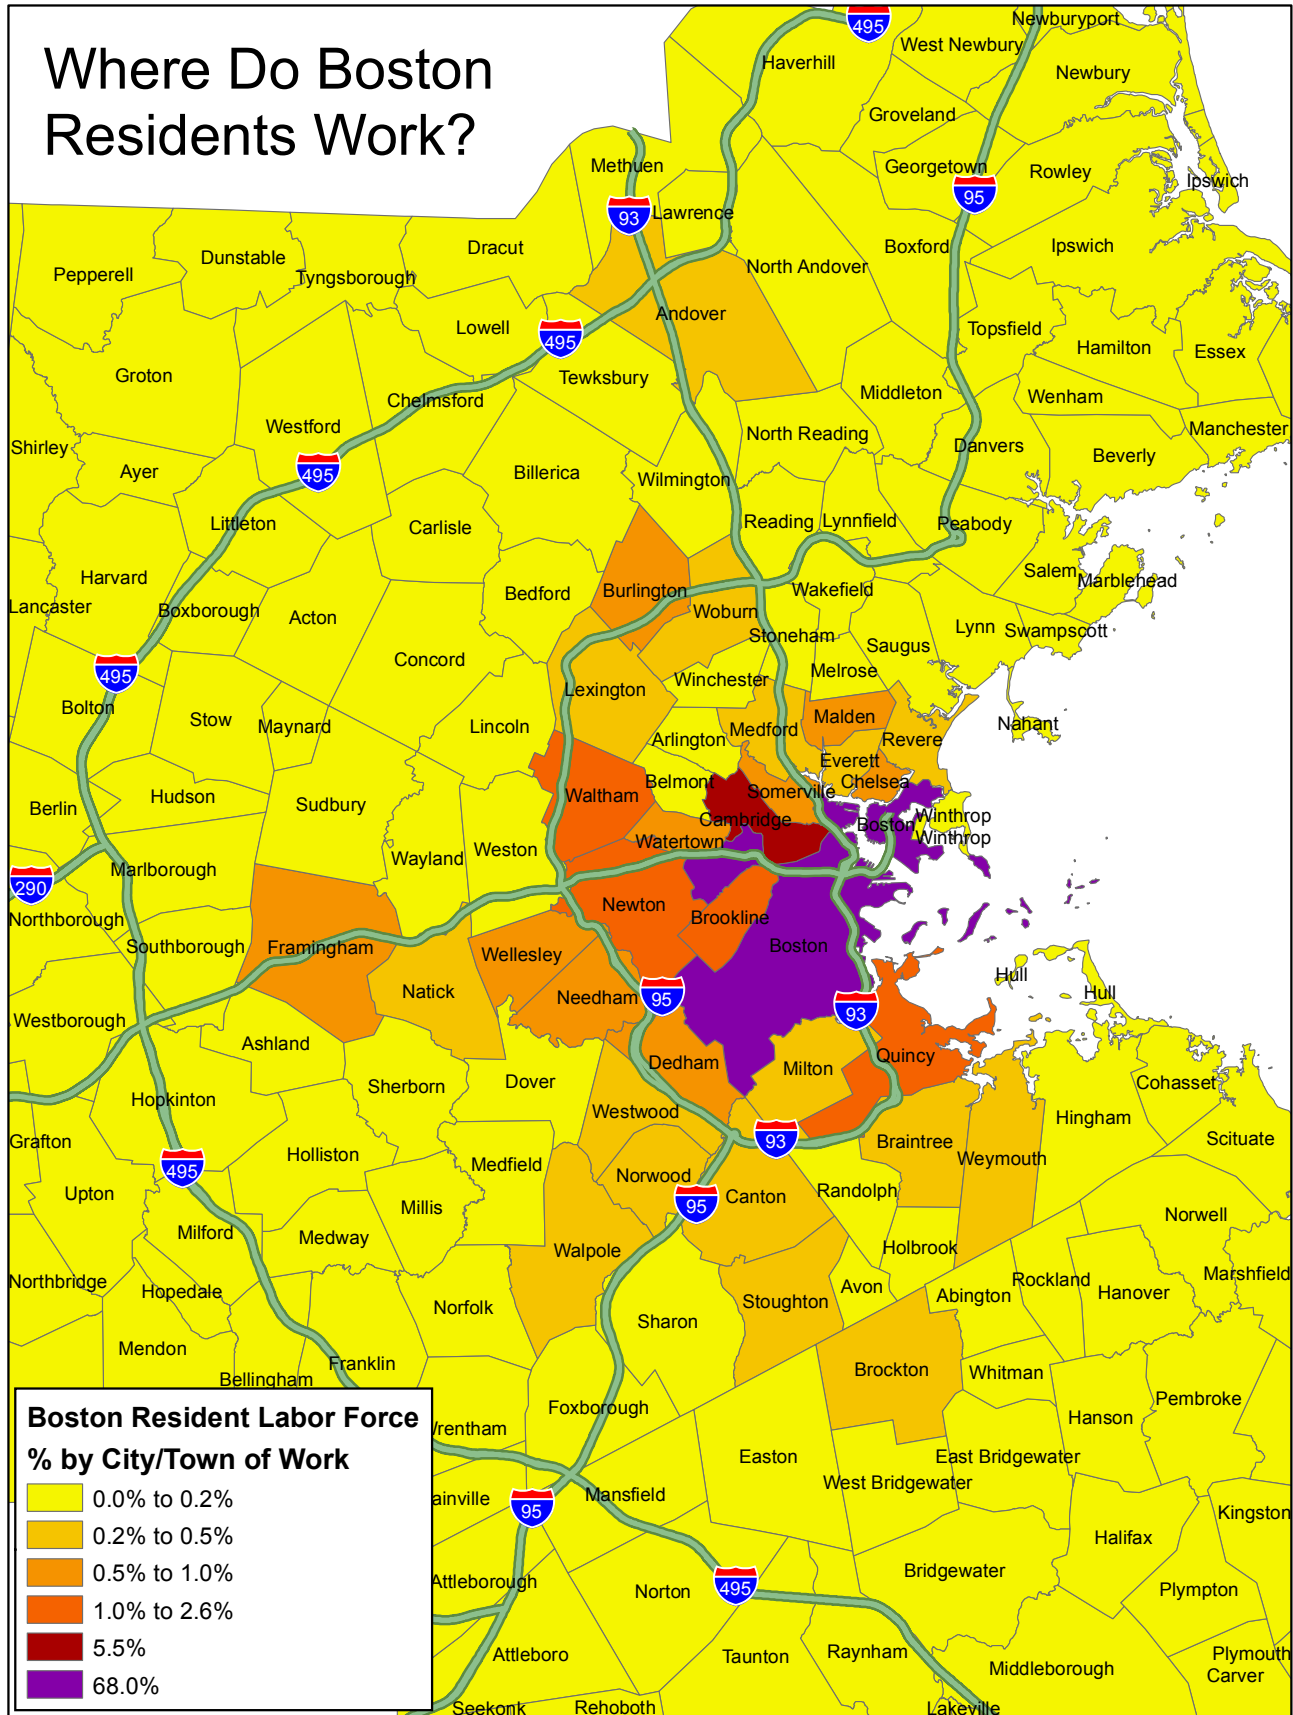 Where Do Boston
Residents Work?
495
Newburyport
West Newbury
Haverhill
Newbury
Groveland
Methuen
Georgetown
Rowley
Ipswich
95
93
Lawrence
Dracut
Boxford
Ipswich
Dunstable
Pepperell
Tyngsborough
North Andover
Andover
Lowell
Topsfield
495
Hamilton
Essex
Groton
Tewksbury
Middleton
Wenham
Chelmsford
Westford
Manchester
North Reading
Danvers
Shirley
Beverly
Ayer
495
Billerica
Wilmington
Littleton
Carlisle
Reading
Lynnfield
Peabody
Salem
Harvard
Marblehead
Burlington
Wakefield
Bedford
Lancaster
Boxborough
Acton
Woburn
Lynn
Swampscott
Stoneham
Saugus
Concord
495
Melrose
Winchester
Lexington
Bolton
Stow
Maynard
Lincoln
Malden
Nahant
Medford
Arlington
Revere
Everett
Belmont
Chelsea
Hudson
Waltham
Somerville
Sudbury
Berlin
Cambridge
Boston
Winthrop
Winthrop
Watertown
Weston
Wayland
Marlborough
290
Newton
Brookline
Northborough
Southborough
Framingham
Boston
Wellesley
Hull
Natick
Needham
95
Hull
93
Westborough
Ashland
Quincy
Dedham
Milton
Sherborn
Dover
Cohasset
Hopkinton
Westwood
Hingham
Grafton
93
Braintree
Scituate
Holliston
Weymouth
495
Medfield
Norwood
Upton
Canton
Randolph
95
Millis
Norwell
Milford
Medway
Walpole
Holbrook
Northbridge
Marshfield
Rockland
Hopedale
Avon
Hanover
Abington
Stoughton
Norfolk
Sharon
Mendon
Franklin
Brockton
Whitman
Bellingham
Pembroke
Foxborough
Hanson
Boston Resident Labor Force
% by City/Town of Work
0.0% to 0.2%
0.2% to 0.5%
0.5% to 1.0%
1.0% to 2.6%
5.5%
68.0%
rentham
Easton
East Bridgewater
West Bridgewater
ainville
Mansfield
95
Kingston
Halifax
Bridgewater
Attleborough
Norton
495
Plympton
Attleboro
Taunton
Raynham
Plymouth
Middleborough
Carver
Seekonk
Rehoboth
Lakeville